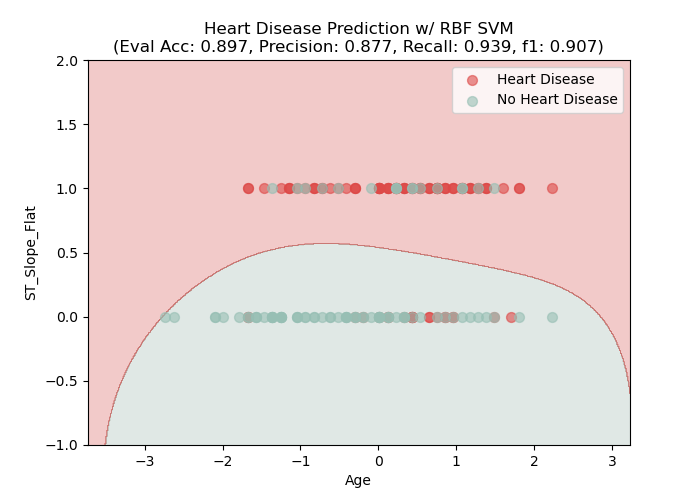 Heart Disease Prediction w/ RBF SVM
(Eval Acc: 0.897, Precision: 0.877, Recall: 0.939, f1: 0.907)
Heart Disease
No Heart Disease
ST_Slope_Flat
2.0
1.5
1.0
0.5
0.0
−0.5
−1.0
−3
−2
−1
0
1
2
3
Age